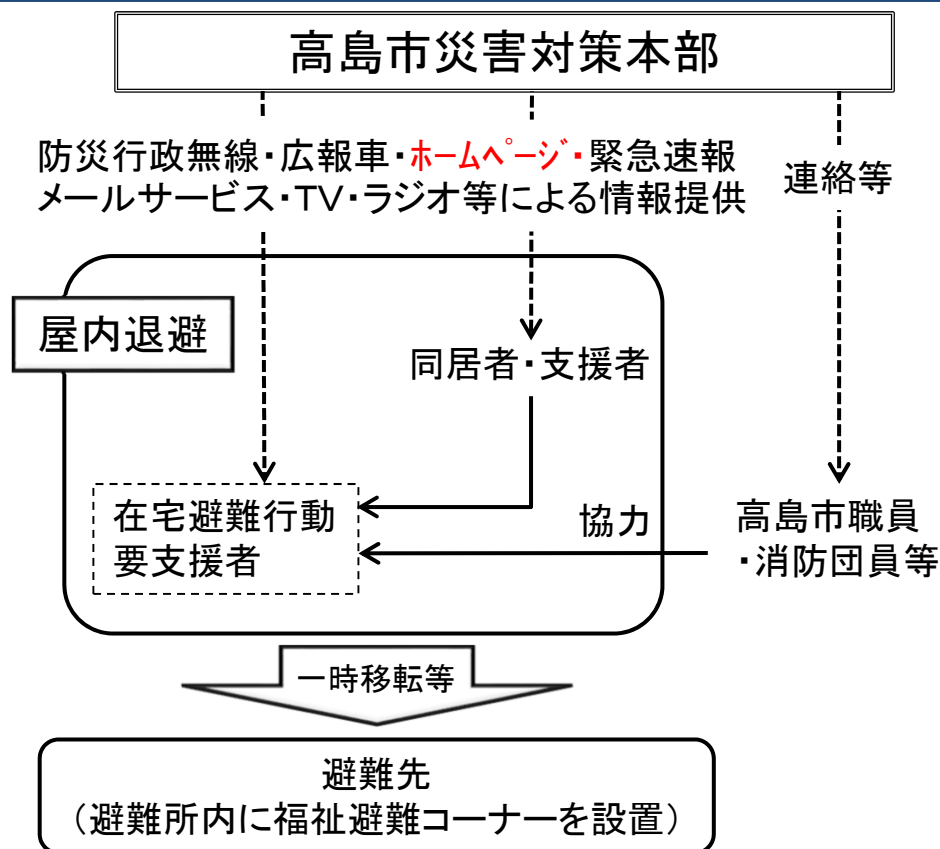 高島市災害対策本部
防災行政無線・広報車・ﾎｰﾑﾍﾟｰｼﾞ・緊急速報
メールサービス・TV・ラジオ等による情報提供
連絡等
屋内退避
同居者・支援者
在宅避難行動
要支援者
協力
高島市職員
・消防団員等
一時移転等
避難先
（避難所内に福祉避難コーナーを設置）